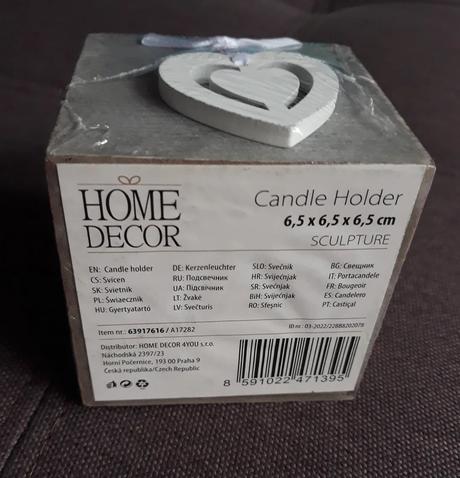 HOME
DECOR
Candle Holder
6,5 x 6,5 x 6,5 cm
SCULPTURE
EN: Candle holder
CS: Svícen
SK: Svietnik
PL: Świaecznik
HU: Gyertyatartó
DE: Kerzenleuchter
RU: Подсвечник
UA: Підсвічник
LT: Žvakė
LV: Svečturis
SLO: Svečnik
HR: Svijećnjak
SR: Svećnjak
BiH: Svijećnjak
RO: Sfeşnic
BG: Свещник
IT: Portacandele
FR: Bougeoir
ES: Candelero
PT: Castiçal
Item nr.: 63917616 / A17282
ID nr.: 03-2022/22BB8202078
Distributor: HOME DECOR 4YOU s.r.o.
Náchodská 2397/23
Horní Počernice, 193 00 Praha 9
Česká republika/Czech Republic
8 591022 471395